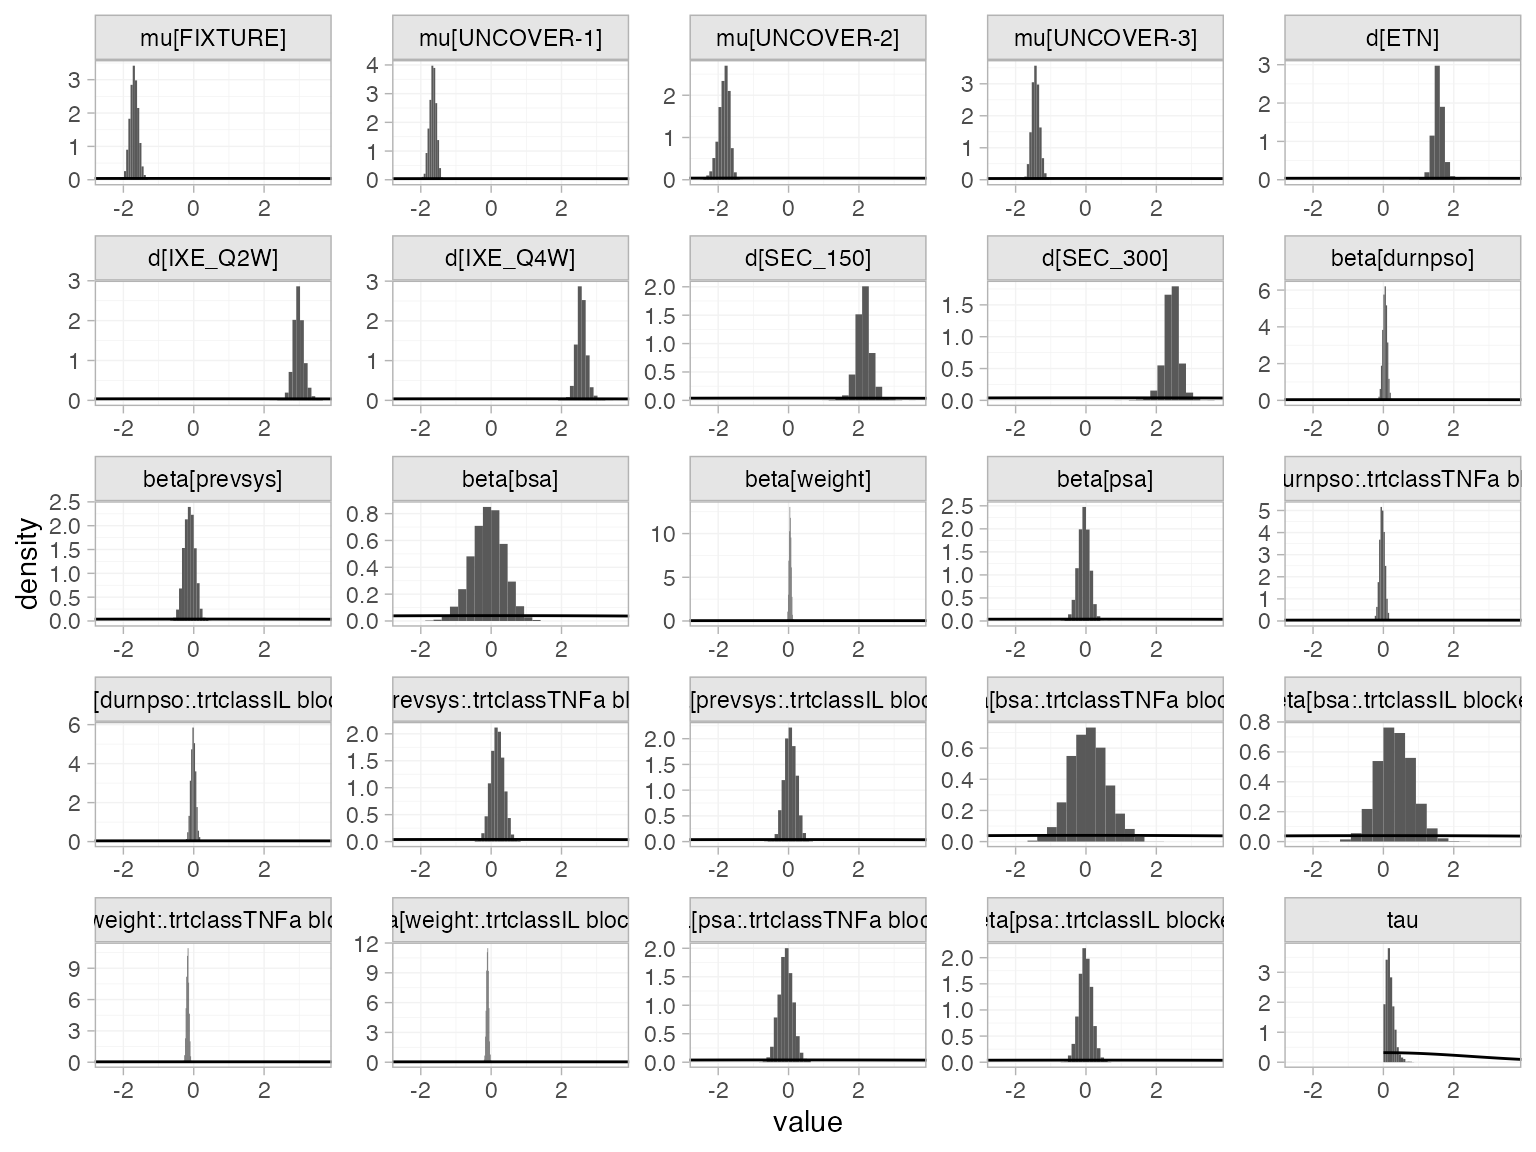 mu[FIXTURE] mu[UNCOVER-1] mu[UNCOVER-2] mu[UNCOVER-3] d[ETN]
3 2 1 0
4 3 2 1 0
2 1 0
3 2 1 0
3 2 1 0
-2 0 2 -2 0 2 -2 0 2 -2 0 2 -2 0 2
d[IXE_Q2W] d[IXE_Q4W] d[SEC_150] d[SEC_300] beta[durnpso]
3 2 1 0
3 2 1 0
2.0 1.5 1.0 0.5 0.0
1.5 1.0 0.5 0.0
6 4 2 0
-2 0 2 -2 0 2 -2 0 2 -2 0 2 -2 0 2
beta[prevsys] beta[bsa] beta[weight] beta[psa] urnpso:.trtclassTNFa bl
2.5 2.0 1.5 1.0 0.5 0.0
0.8 0.6 0.4 0.2 0.0
10 5 0
2.5 2.0 1.5 1.0 0.5 0.0
5 4 3 2 1 0
-2 0 2 -2 0 2 -2 0 2 -2 0 2 -2 0 2
[durnpso:.trtclassIL bloc revsys:.trtclassTNFa bl [prevsys:.trtclassIL bloc a[bsa:.trtclassTNFa bloc eta[bsa:.trtclassIL blocke
6 4 2 0
2.0 1.5 1.0 0.5 0.0
2.0 1.5 1.0 0.5 0.0
0.6 0.4 0.2 0.0
0.8 0.6 0.4 0.2 0.0
-2 0 2 -2 0 2 -2 0 2 -2 0 2 -2 0 2
weight:.trtclassTNFa blo a[weight:.trtclassIL bloc [psa:.trtclassTNFa bloc eta[psa:.trtclassIL blocke tau
9 6 3 0
12 9 6 3 0
2.0 1.5 1.0 0.5 0.0
2.0 1.5 1.0 0.5 0.0
3 2 1 0
-2 0 2 -2 0 2 -2 0 2 -2 0 2 -2 0 2
density
value